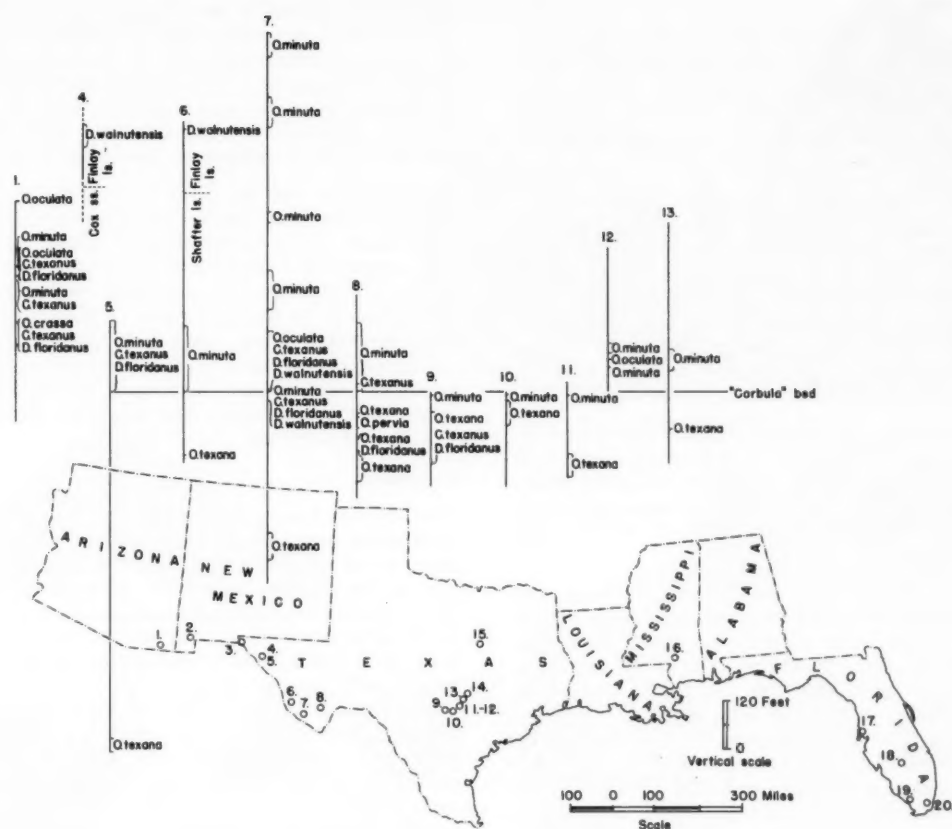 7.
O.minuta
O.minuta
O.minuta
O.minuta
O.oculata
C.texanus
D.floridanus
D.walnutensis
O.minuta
C.texanus
D.floridanus
D.walnutensis
O.texana
4.
D.walnutensis
Finlay ls.
Cox ss.
6.
D.walnutensis
Finlay ls.
Shafter ls.
O.minuta
O.texana
1.
O.oculata
O.minuta
O.oculata
C.texanus
D.floridanus
O.minuta
C.texanus
O.crassa
C.texanus
D.floridanus
5.
O.minuta
C.texanus
D.floridanus
O.texana
8.
O.minuta
C.texanus
O.texana
O.pervia
O.texana
D.floridanus
O.texana
9.
O.minuta
O.texana
C.texanus
D.floridanus
10.
O.minuta
O.texana
11.
O.minuta
O.texana
12.
O.minuta
O.oculata
O.minuta
13.
O.minuta
O.texana
"Corbula" bed
ARIZONA
NEW MEXICO
TEXAS
LOUISIANA
MISSISSIPPI
ALABAMA
FLORIDA
1.
2.
3.
4.
5.
6.
7.
8.
9.
10.
11.-12.
13.
14.
15.
16.
17.
18.
19.
20.
120 Feet
0
Vertical scale
100 0 100 300 Miles
Scale